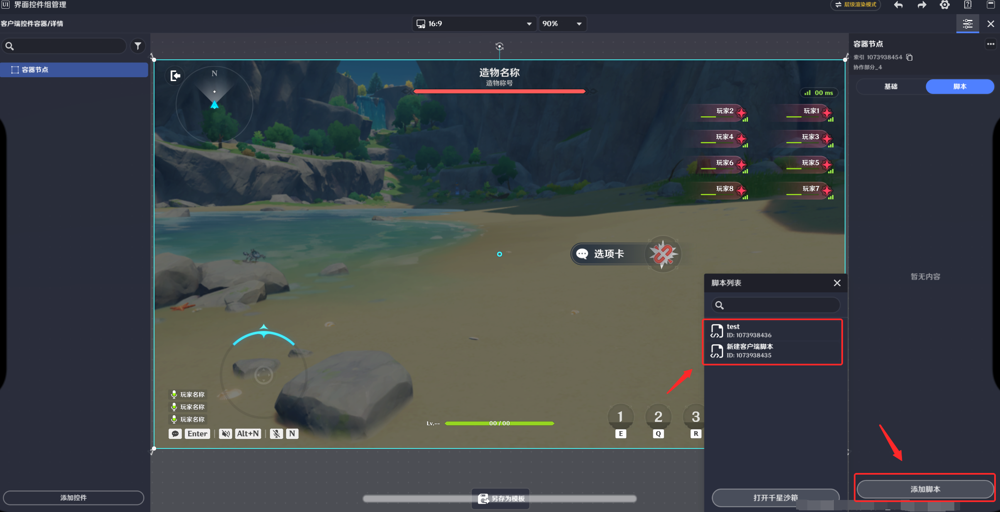 UI 界面控件组管理
层级渲染模式
客户端控件容器/详情
16:9
90%
容器节点
容器节点
索引 1073938454
协作部分_4
基础
脚本
暂无内容
N
造物名称
造物称号
00 ms
玩家2
玩家1
玩家4
玩家3
玩家6
玩家5
玩家8
玩家7
选项卡
脚本列表
test
ID: 1073938436
新建客户端脚本
ID: 1073938435
玩家名称
玩家名称
玩家名称
Enter
Alt+N
N
Lv.--
00/00
1
2
3
E
Q
R
添加控件
另存为模板
打开千星沙箱
添加脚本